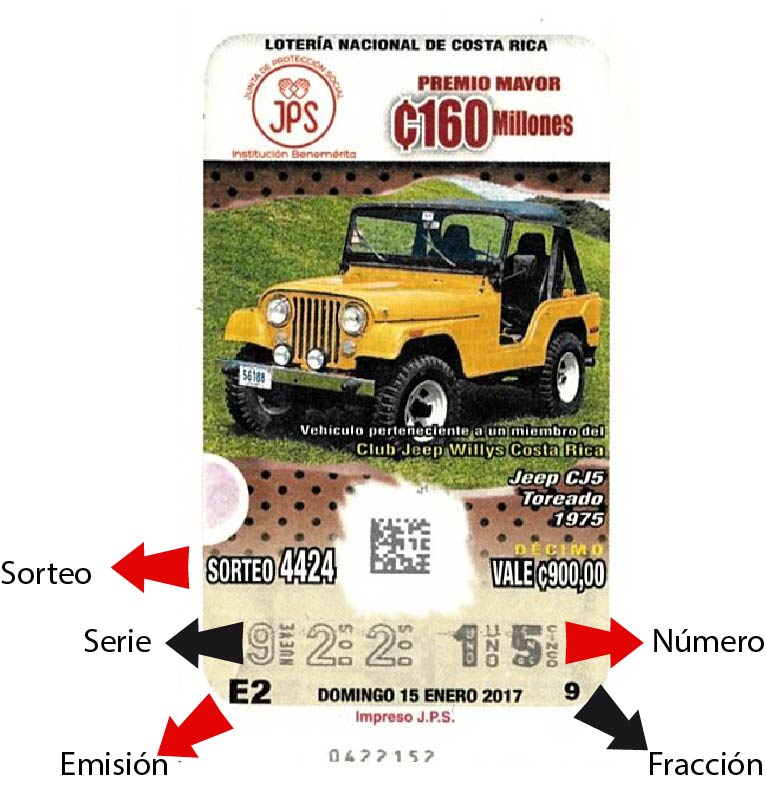 LOTERÍA NACIONAL DE COSTA RICA
JUNTA DE PROTECCIÓN SOCIAL
JPS
Institución Benemérita
PREMIO MAYOR
₡160 Millones
56188
Vehículo perteneciente a un miembro del
Club Jeep Willys Costa Rica
Jeep CJ5
Toreado
1975
DÉCIMO
Sorteo
SORTEO 4424
VALE ₡900,00
Serie
9 NUEVE 2 DOS 2 DOS
1 UNO 5 CINCO
Número
E2
DOMINGO 15 ENERO 2017
9
Impreso J.P.S.
Emisión
0422152
Fracción